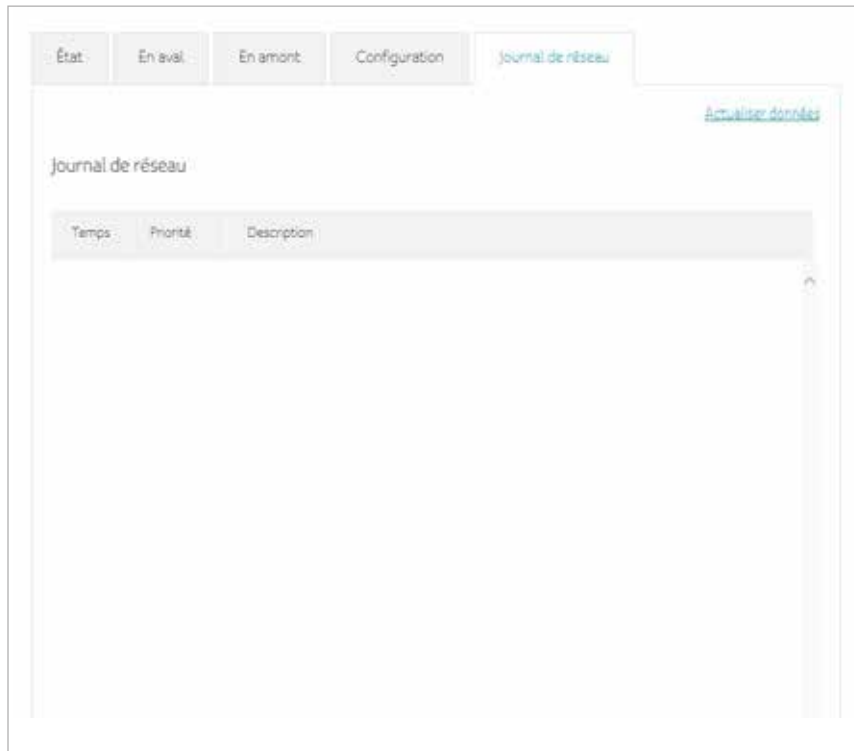 État En aval En amont Configuration Journal de réseau
Actualiser données
Journal de réseau
Temps Priorité Description